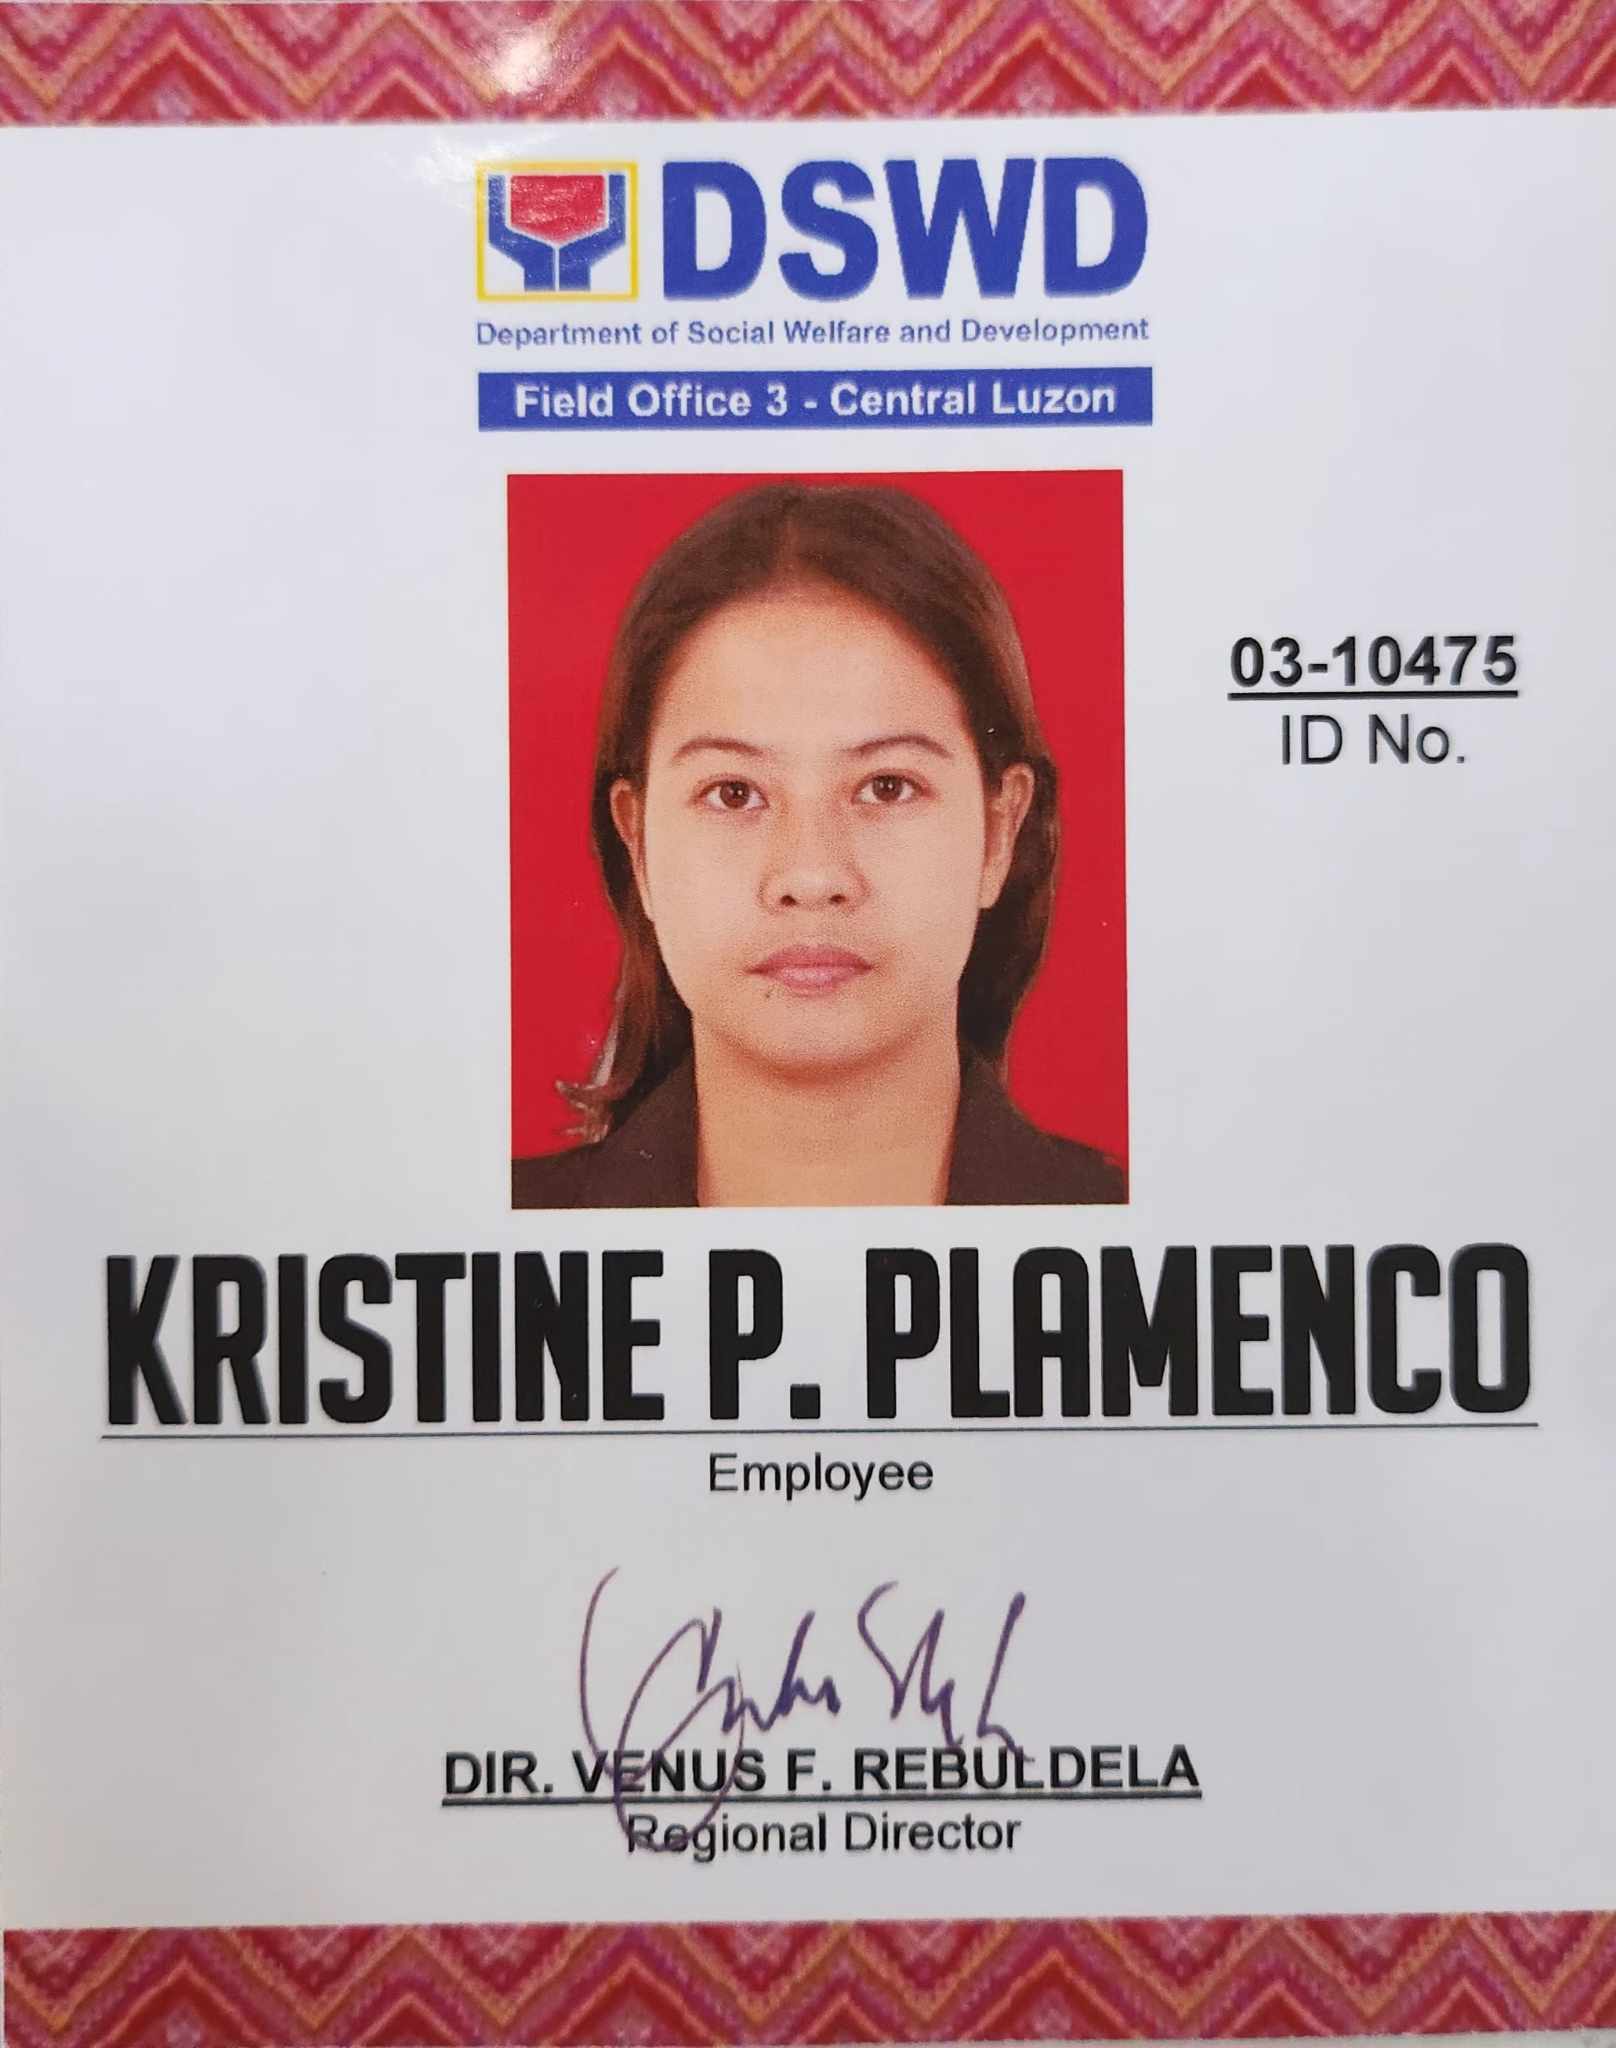 DSWD
Department of Social Welfare and Development
Field Office 3 - Central Luzon
03-10475
ID No.
KRISTINE P. PLAMENCO
Employee
DIR. VENUS F. REBULDELA
Regional Director